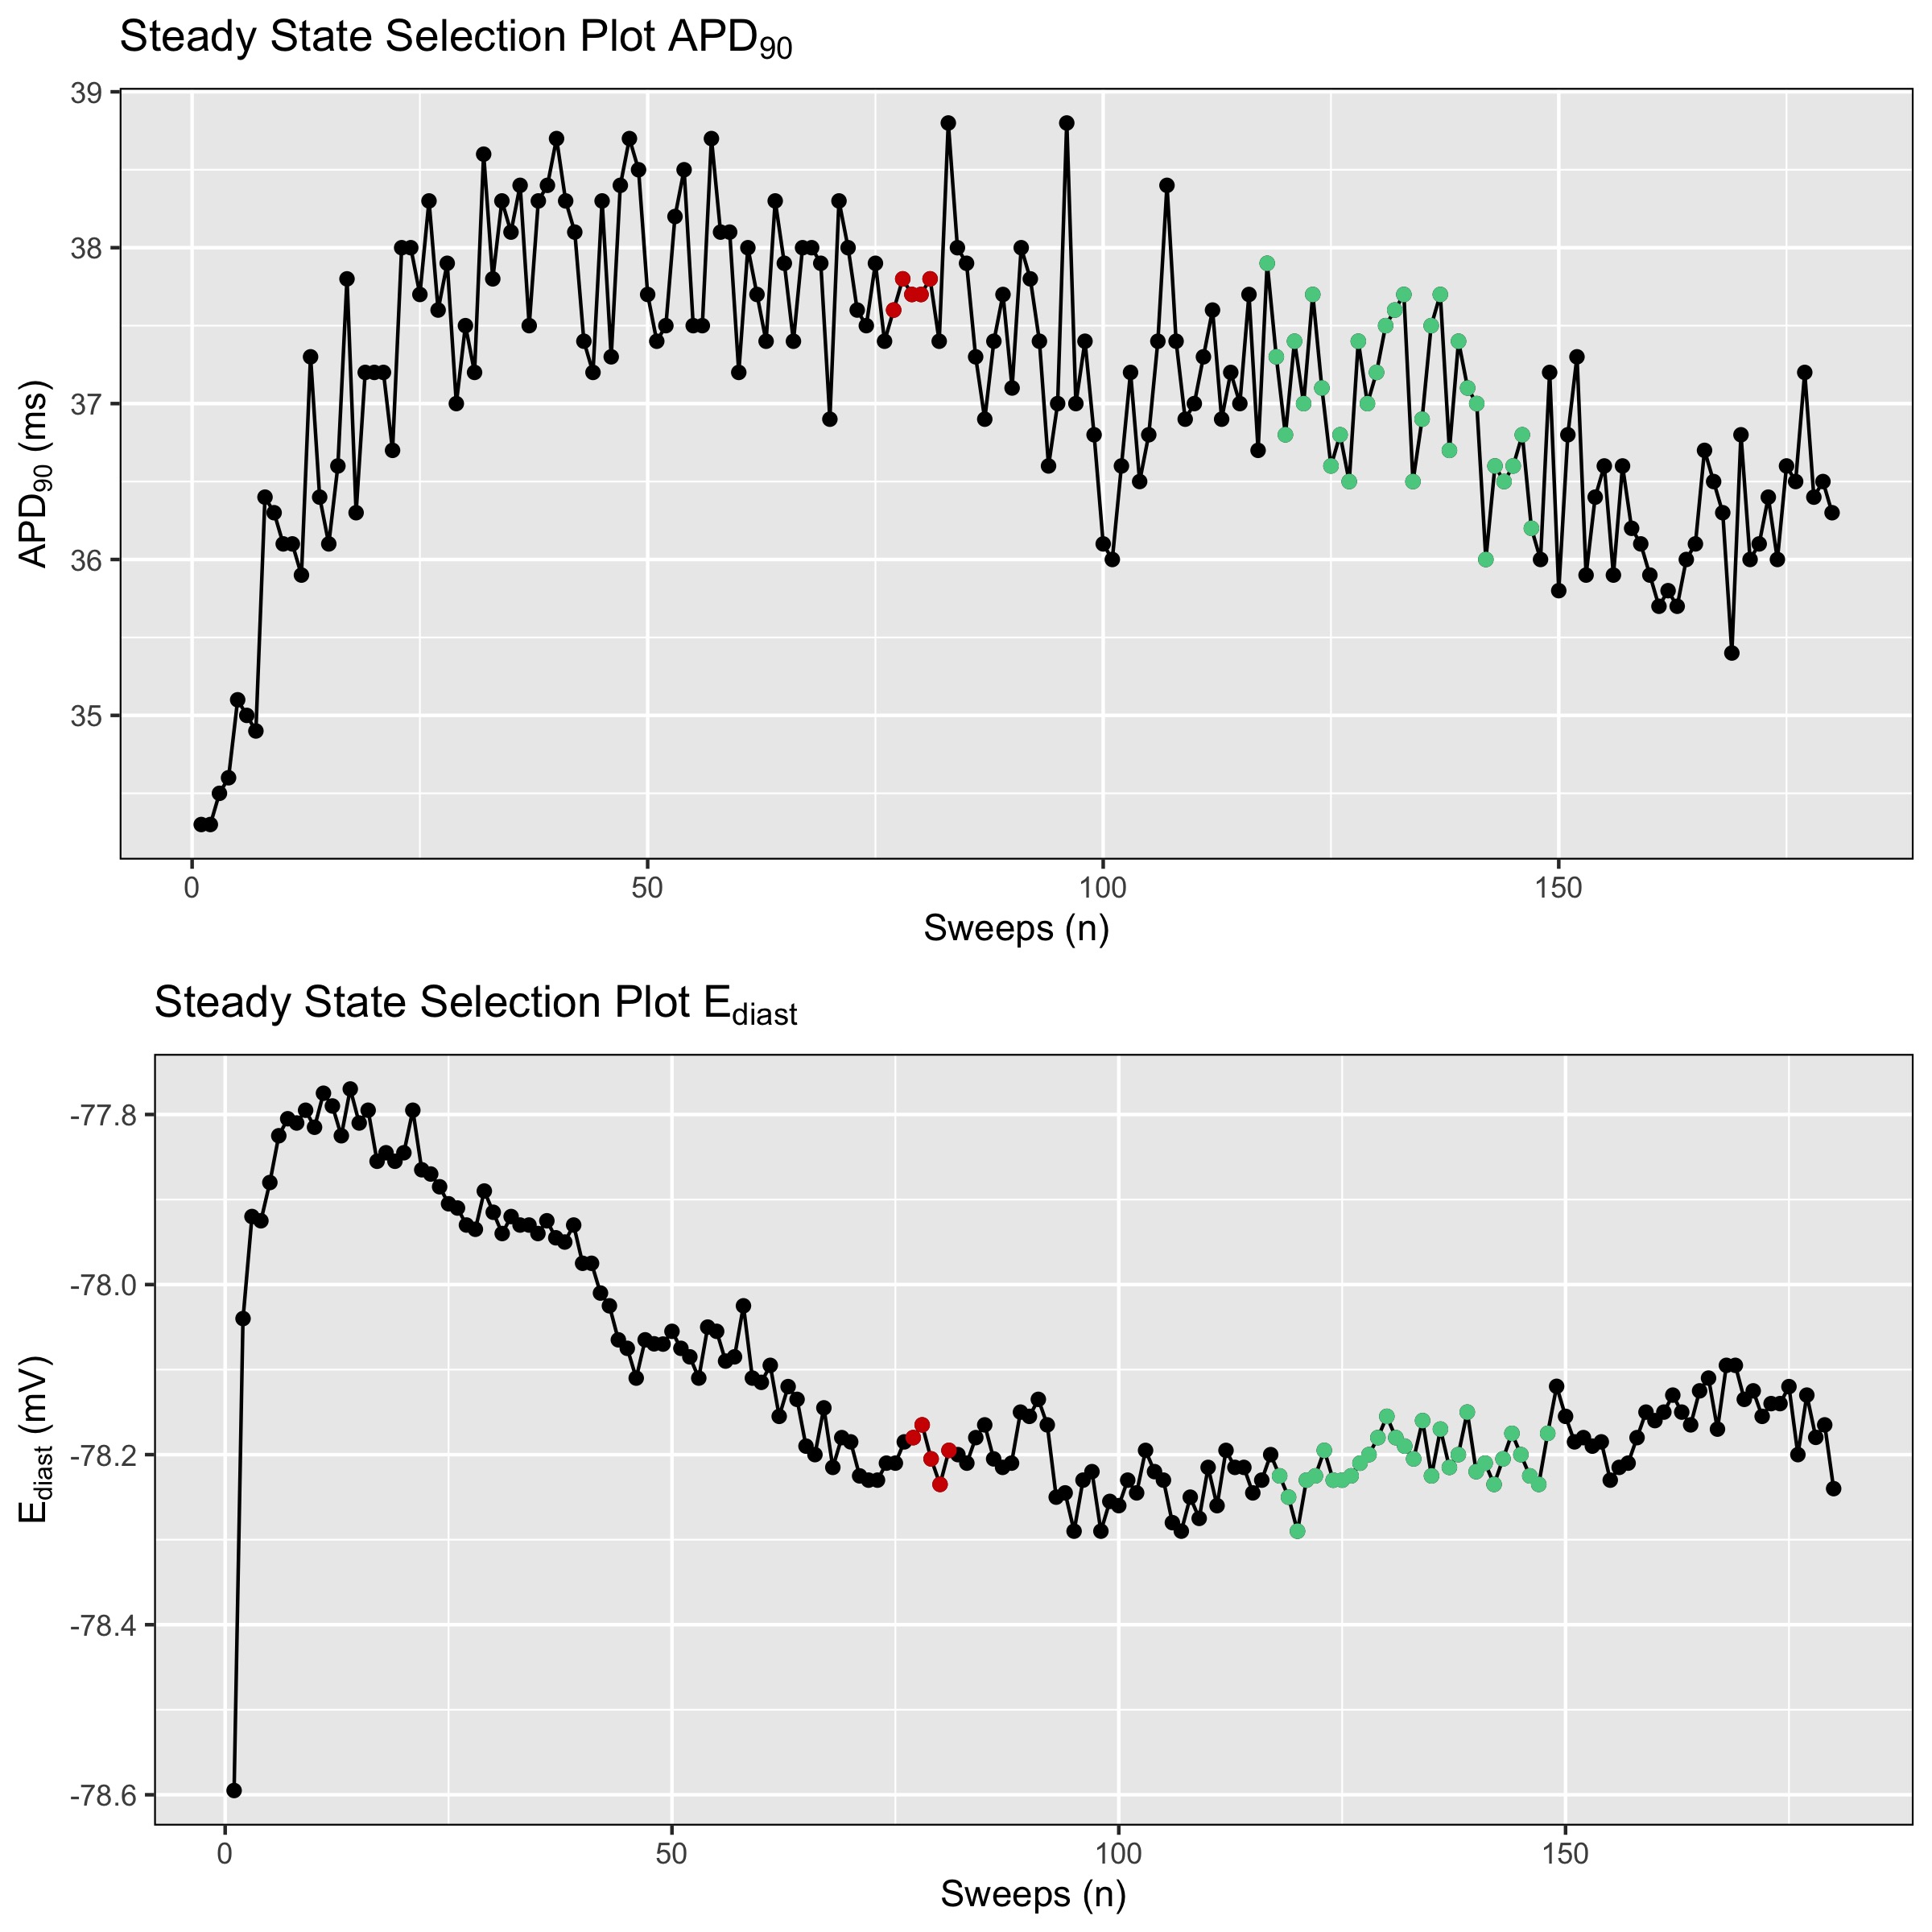 Steady State Selection Plot APD90
39
38
37
36
35
APD90 (ms)
0 50 100 150
Sweeps (n)
Steady State Selection Plot Ediast
-77.8
-78.0
-78.2
-78.4
-78.6
Ediast (mV)
0 50 100 150
Sweeps (n)